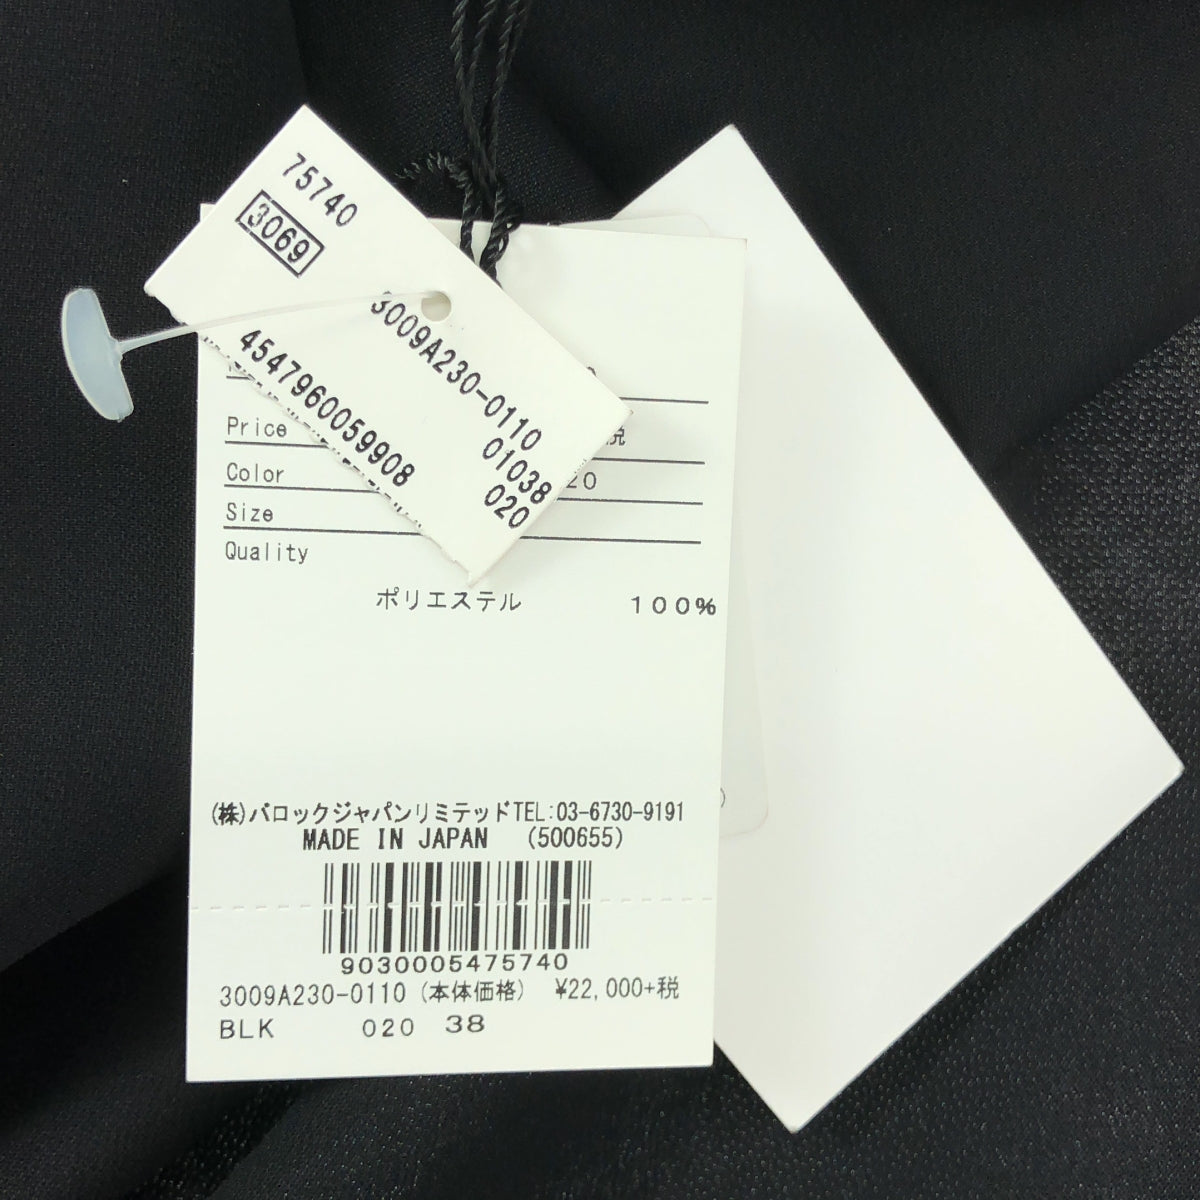 75740
3069
3009A230-0110
01038
020
4547960059908
Price 税
Color 20
Size
Quality
ポリエステル 100%
(株)バロックジャパンリミテッドTEL:03-6730-9191
MADE IN JAPAN (500655)
9030005475740
3009A230-0110 (本体価格) ¥22,000+税
BLK 020 38